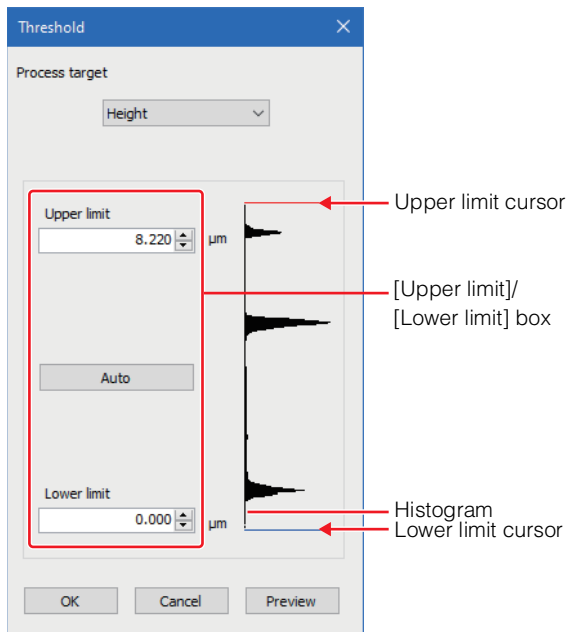 Threshold
Process target
Height
Upper limit cursor
Upper limit
8.220 µm
[Upper limit]/
[Lower limit] box
Auto
Lower limit
0.000 µm
Histogram
Lower limit cursor
OK Cancel Preview